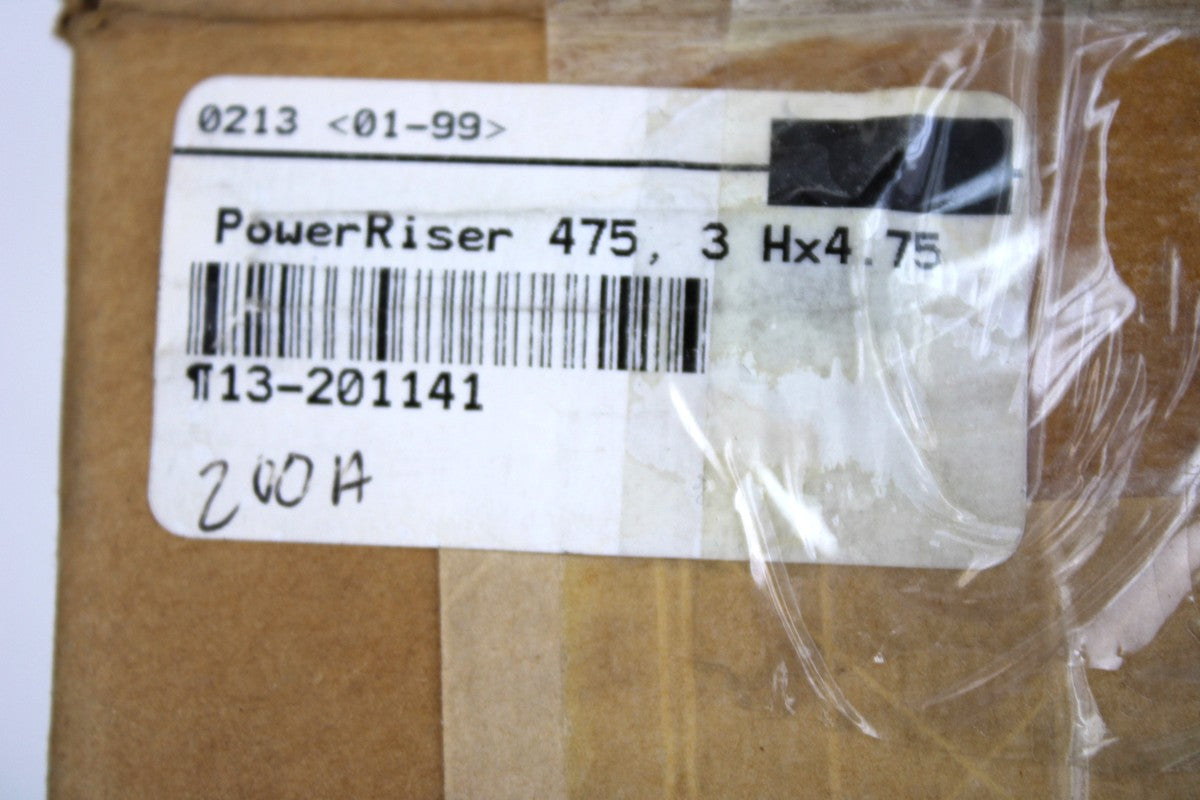 0213 <01-99>
PowerRiser 475, 3 Hx4.75
¶13-201141
200A